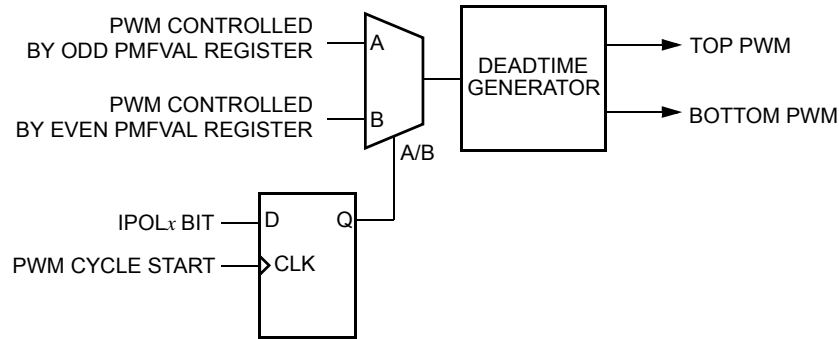 PWM CONTROLLED
BY ODD PMFVAL REGISTER
A
PWM CONTROLLED
BY EVEN PMFVAL REGISTER
B
A/B
DEADTIME
GENERATOR
TOP PWM
BOTTOM PWM
IPOLx BIT
D
Q
PWM CYCLE START
CLK